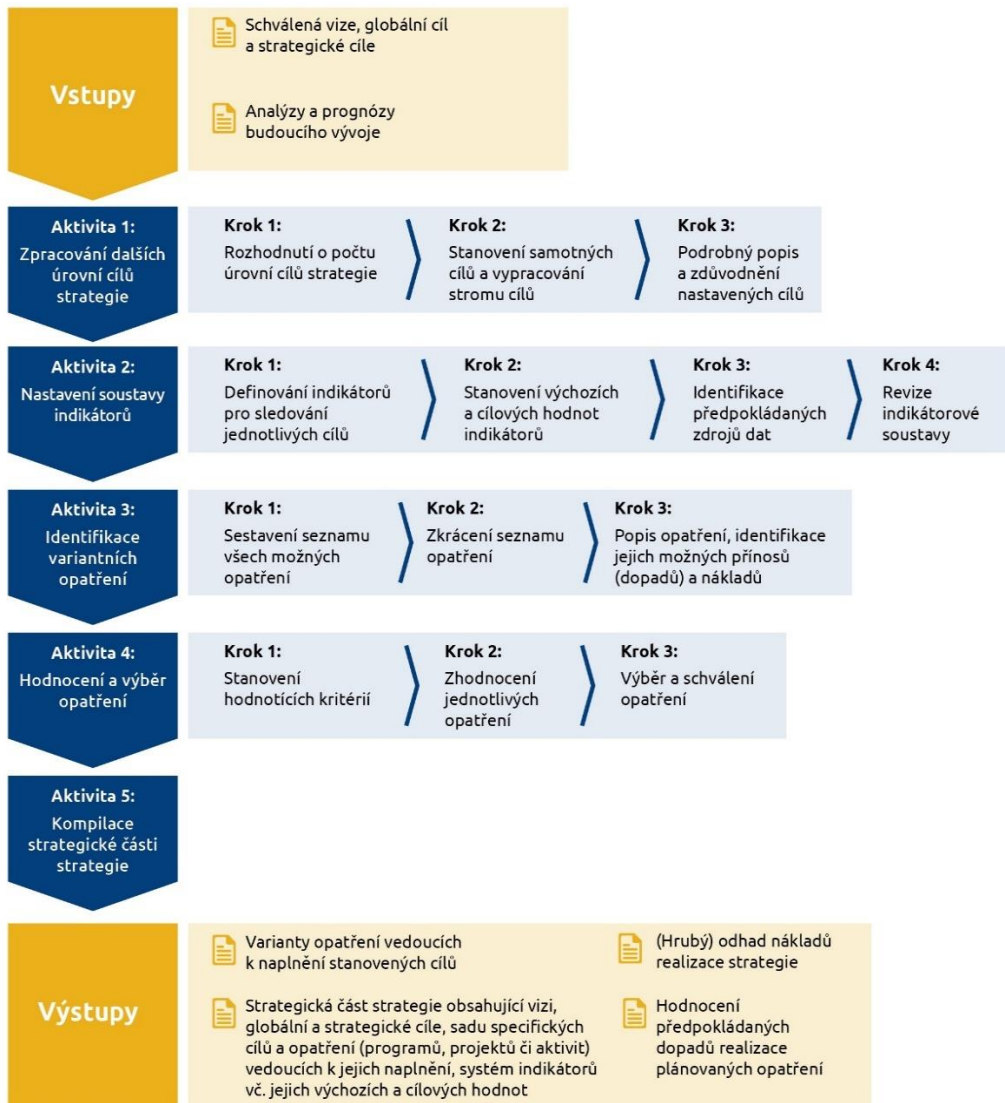 Vstupy
Schválená vize, globální cíl
a strategické cíle
Analýzy a prognózy
budoucího vývoje
Aktivita 1:
Zpracování dalších
úrovní cílů
strategie
Krok 1:
Rozhodnutí o počtu
úrovní cílů strategie
Krok 2:
Stanovení samotných
cílů a vypracování
stromu cílů
Krok 3:
Podrobný popis
a zdůvodnění
nastavených cílů
Aktivita 2:
Nastavení soustavy
indikátorů
Krok 1:
Definování indikátorů
pro sledování
jednotlivých cílů
Krok 2:
Stanovení výchozích
a cílových hodnot
indikátorů
Krok 3:
Identifikace
předpokládaných
zdrojů dat
Krok 4:
Revize
indikátorové
soustavy
Aktivita 3:
Identifikace
variantních
opatření
Krok 1:
Sestavení seznamu
všech možných
opatření
Krok 2:
Zkrácení seznamu
opatření
Krok 3:
Popis opatření, identifikace
jejich možných přínosů
(dopadů) a nákladů
Aktivita 4:
Hodnocení a výběr
opatření
Krok 1:
Stanovení
hodnotících kritérií
Krok 2:
Zhodnocení
jednotlivých
opatření
Krok 3:
Výběr a schválení
opatření
Aktivita 5:
Kompilace
strategické části
strategie
Výstupy
Varianty opatření vedoucích
k naplnění stanovených cílů
Strategická část strategie obsahující vizi,
globální a strategické cíle, sadu specifických
cílů a opatření (programů, projektů či aktivit)
vedoucích k jejich naplnění, systém indikátorů
vč. jejich výchozích a cílových hodnot
(Hrubý) odhad nákladů
realizace strategie
Hodnocení
předpokládaných
dopadů realizace
plánovaných opatření